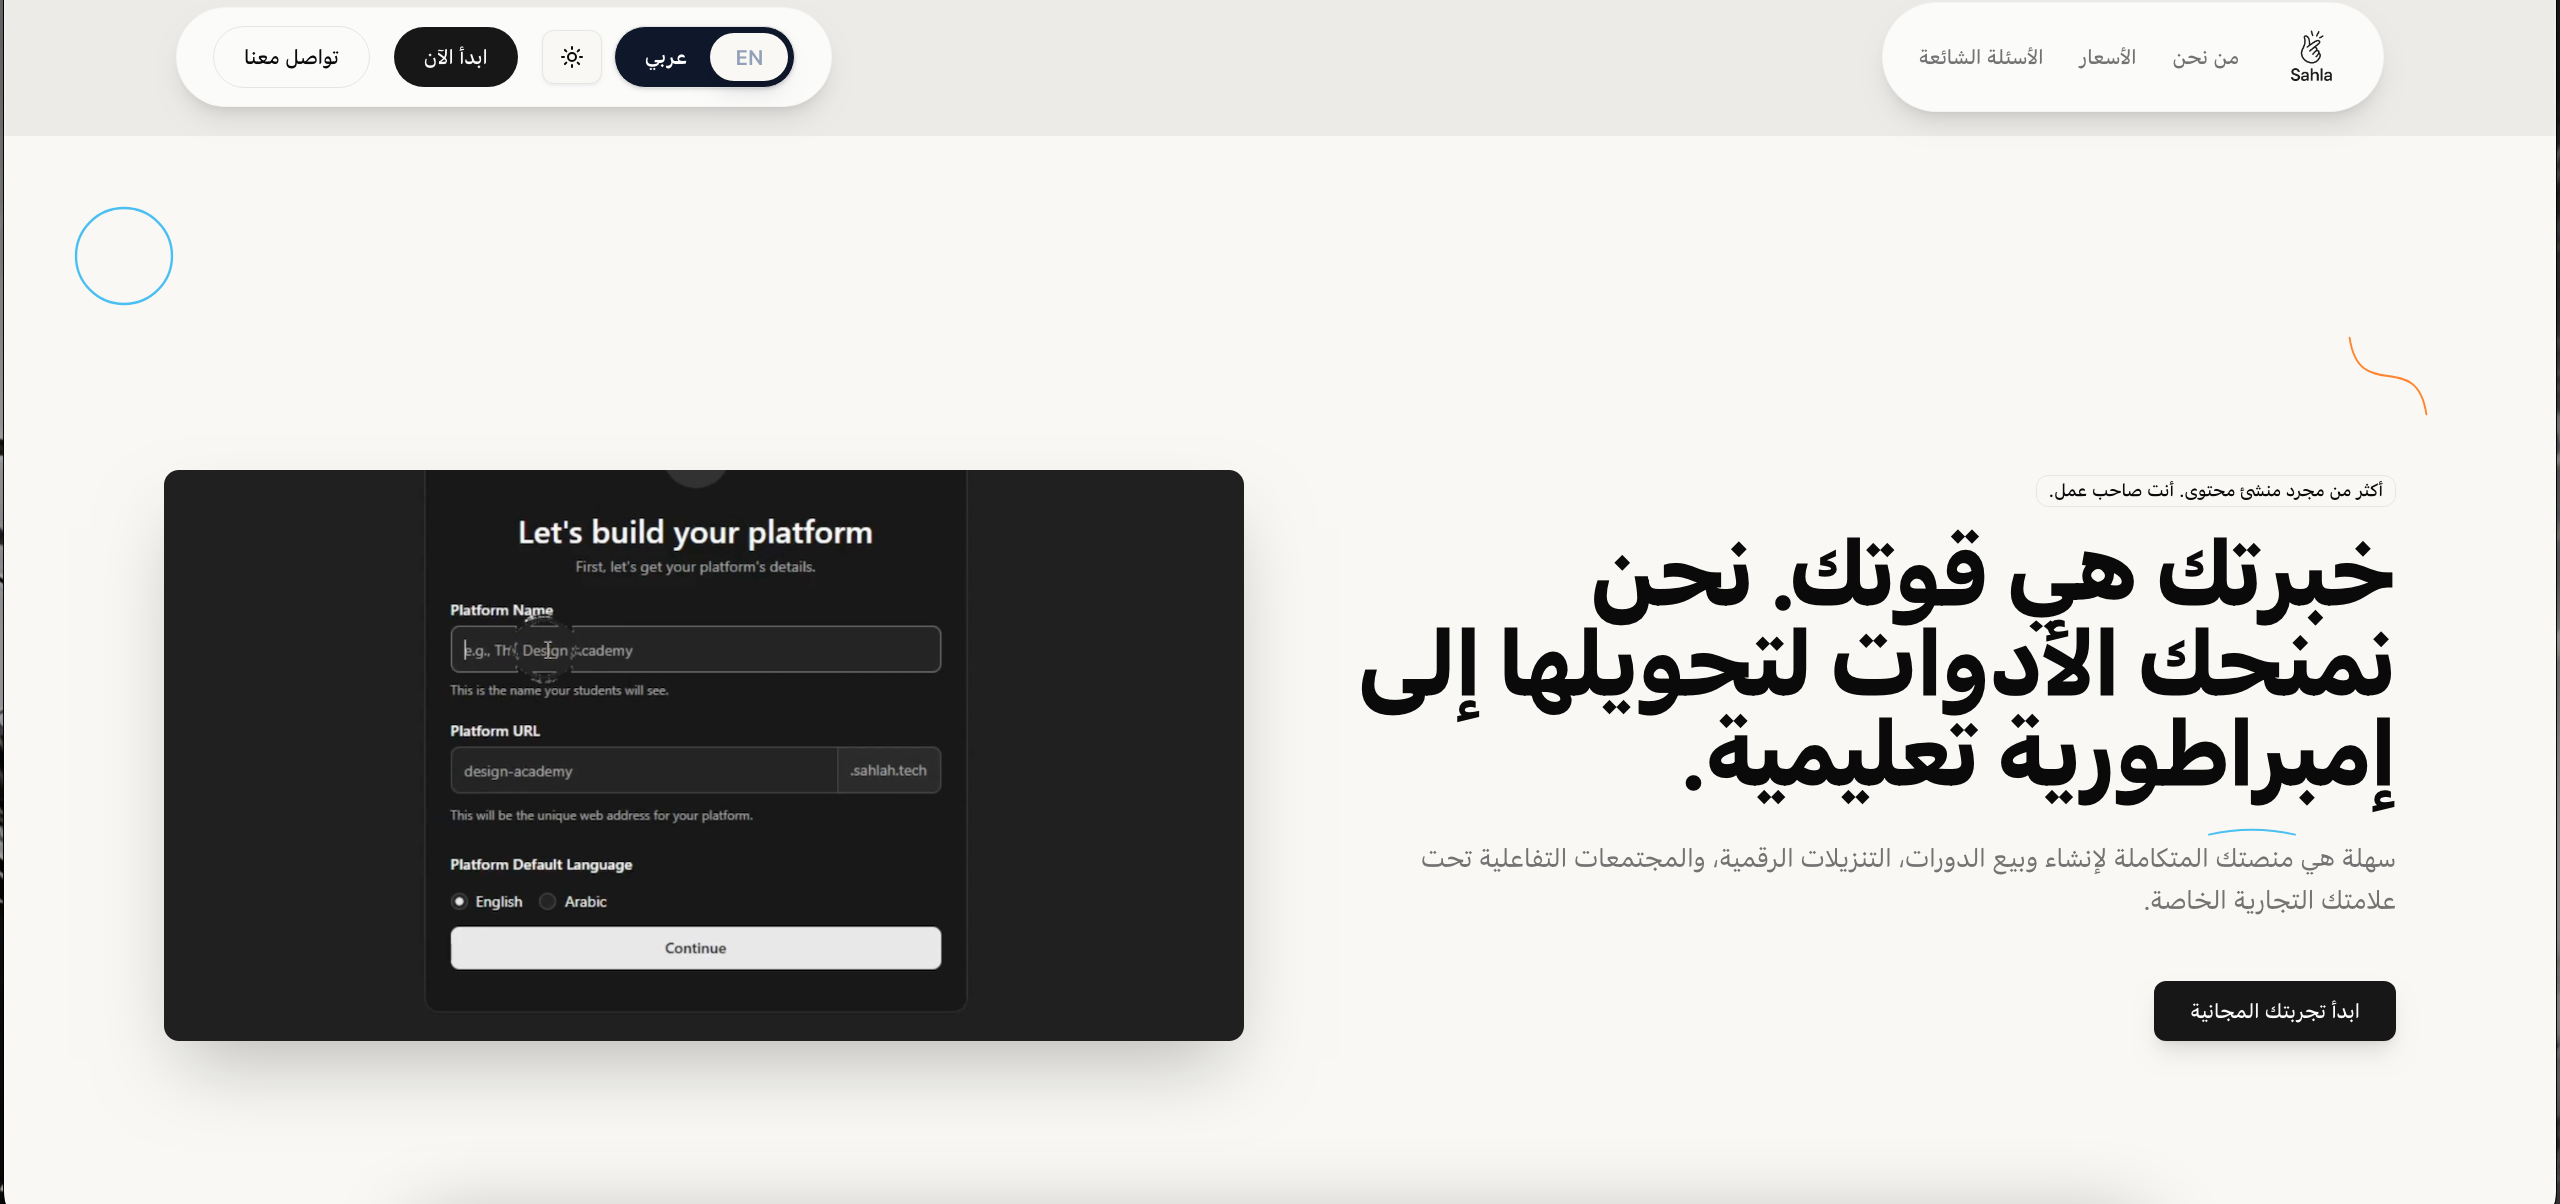 Sahla
من نحن
الأسعار
الأسئلة الشائعة
EN
عربي
ابدأ الآن
تواصل معنا
أكثر من مجرد منشئ محتوى. أنت صاحب عمل.
خبرتك هي قوتك. نحن
نمنحك الأدوات لتحويلها إلى
إمبراطورية تعليمية.
سهلة هي منصتك المتكاملة لإنشاء وبيع الدورات، التنزيلات الرقمية، والمجتمعات التفاعلية تحت
علامتك التجارية الخاصة.
ابدأ تجربتك المجانية
Let's build your platform
First, let's get your platform's details.
Platform Name
e.g., Th Design Academy
This is the name your students will see.
Platform URL
design-academy
.sahlah.tech
This will be the unique web address for your platform.
Platform Default Language
English
Arabic
Continue